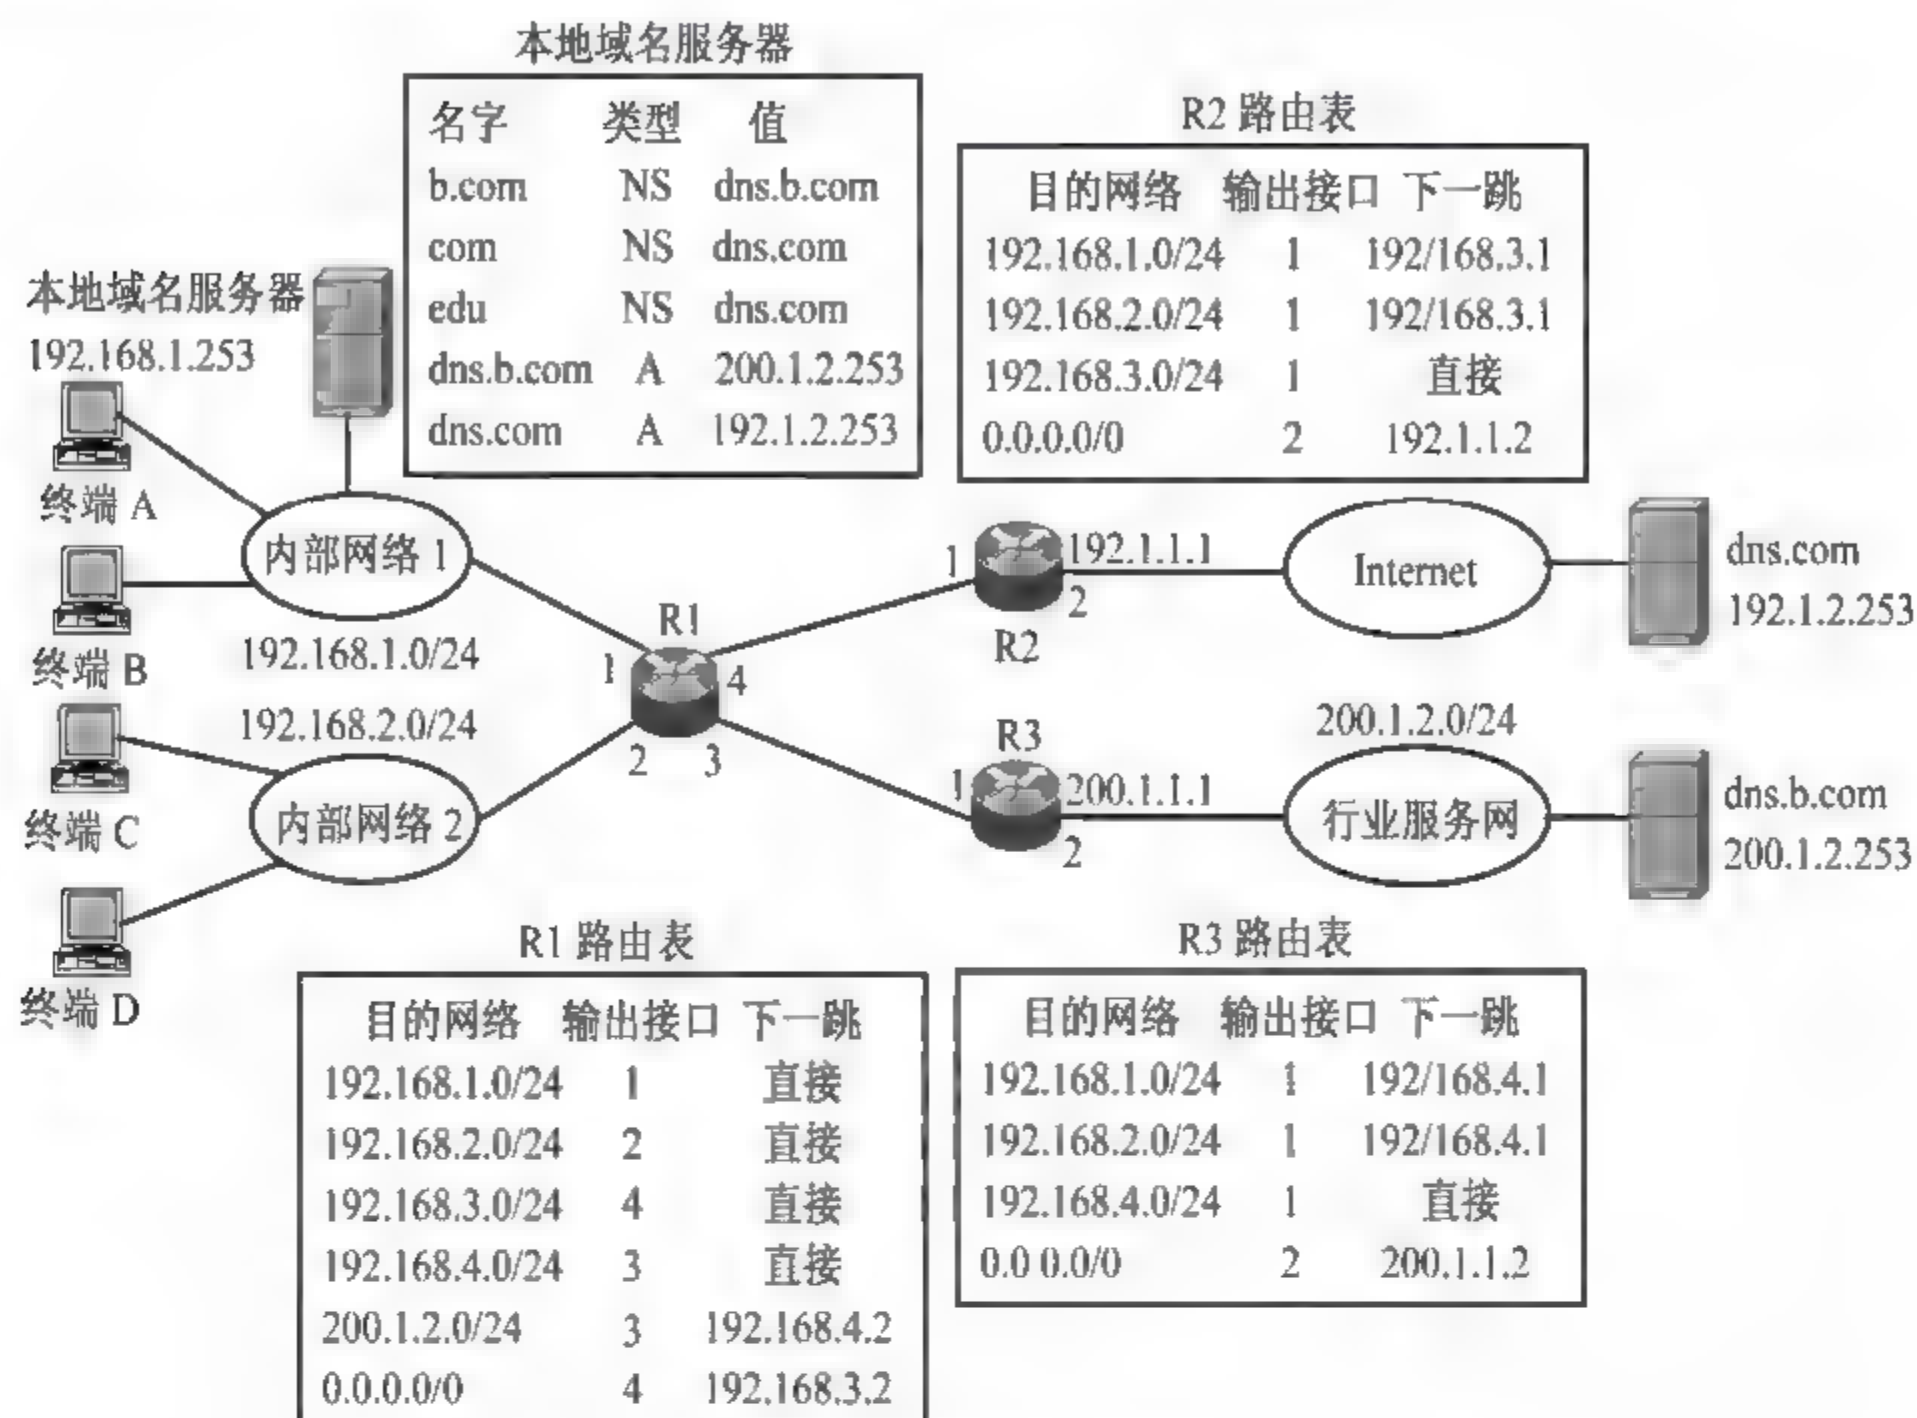 本地域名服务器
名字 类型 值
b.com NS dns.b.com
com NS dns.com
edu NS dns.com
dns.b.com A 200.1.2.253
dns.com A 192.1.2.253
R2 路由表
目的网络 输出接口 下一跳
192.168.1.0/24 1 192/168.3.1
192.168.2.0/24 1 192/168.3.1
192.168.3.0/24 1 直接
0.0.0.0/0 2 192.1.1.2
本地域名服务器
192.168.1.253
终端 A
终端 B
终端 C
终端 D
内部网络 1
192.168.1.0/24
192.168.2.0/24
内部网络 2
R1
1
4
2
3
1
192.1.1.1
2
R2
Internet
dns.com
192.1.2.253
R3
1
200.1.1.1
2
200.1.2.0/24
行业服务网
dns.b.com
200.1.2.253
R1 路由表
目的网络 输出接口 下一跳
192.168.1.0/24 1 直接
192.168.2.0/24 2 直接
192.168.3.0/24 4 直接
192.168.4.0/24 3 直接
200.1.2.0/24 3 192.168.4.2
0.0.0.0/0 4 192.168.3.2
R3 路由表
目的网络 输出接口 下一跳
192.168.1.0/24 1 192/168.4.1
192.168.2.0/24 1 192/168.4.1
192.168.4.0/24 1 直接
0.0 0.0/0 2 200.1.1.2